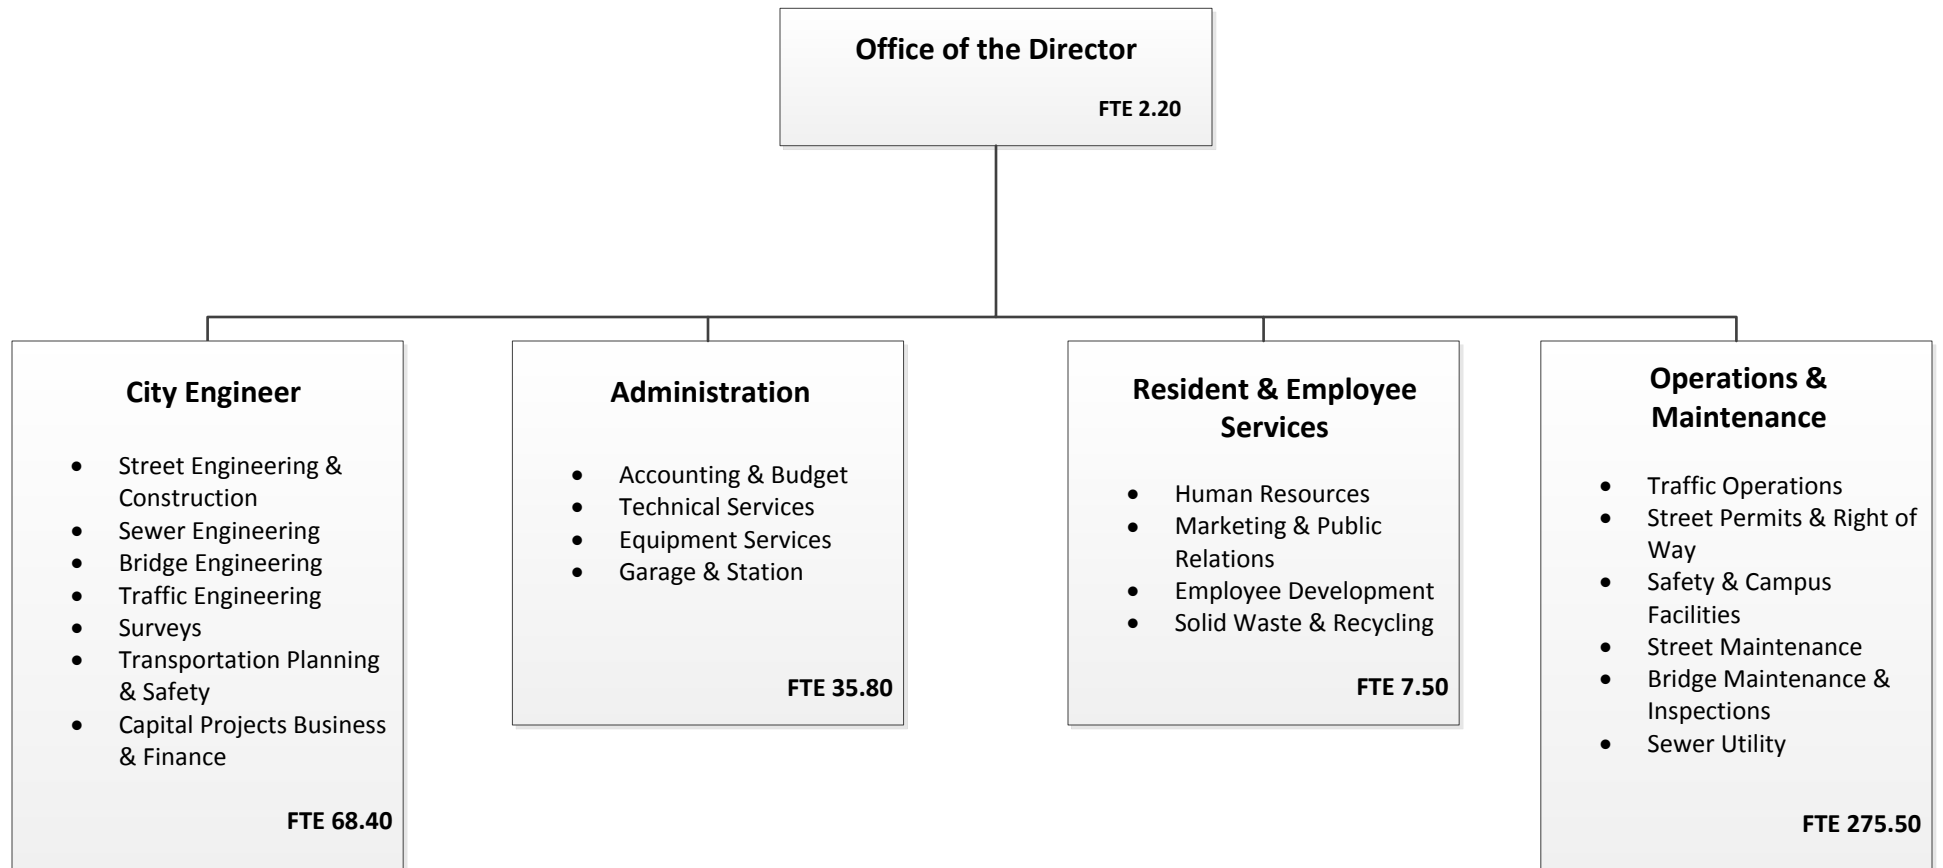 Office of the Director
FTE 2.20
City Engineer
• Street Engineering &
Construction
• Sewer Engineering
• Bridge Engineering
• Traffic Engineering
• Surveys
• Transportation Planning
& Safety
• Capital Projects Business
& Finance
FTE 68.40
Administration
• Accounting & Budget
• Technical Services
• Equipment Services
• Garage & Station
FTE 35.80
Resident & Employee
Services
• Human Resources
• Marketing & Public
Relations
• Employee Development
• Solid Waste & Recycling
FTE 7.50
Operations &
Maintenance
• Traffic Operations
• Street Permits & Right of
Way
• Safety & Campus
Facilities
• Street Maintenance
• Bridge Maintenance &
Inspections
• Sewer Utility
FTE 275.50